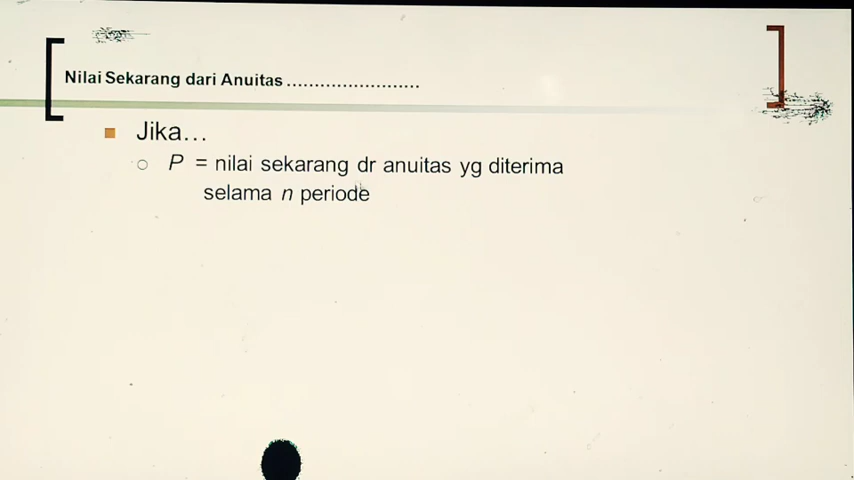 Nilai Sekarang dari Anuitas ........................
Jika...
P = nilai sekarang dr anuitas yg diterima
selama n periode